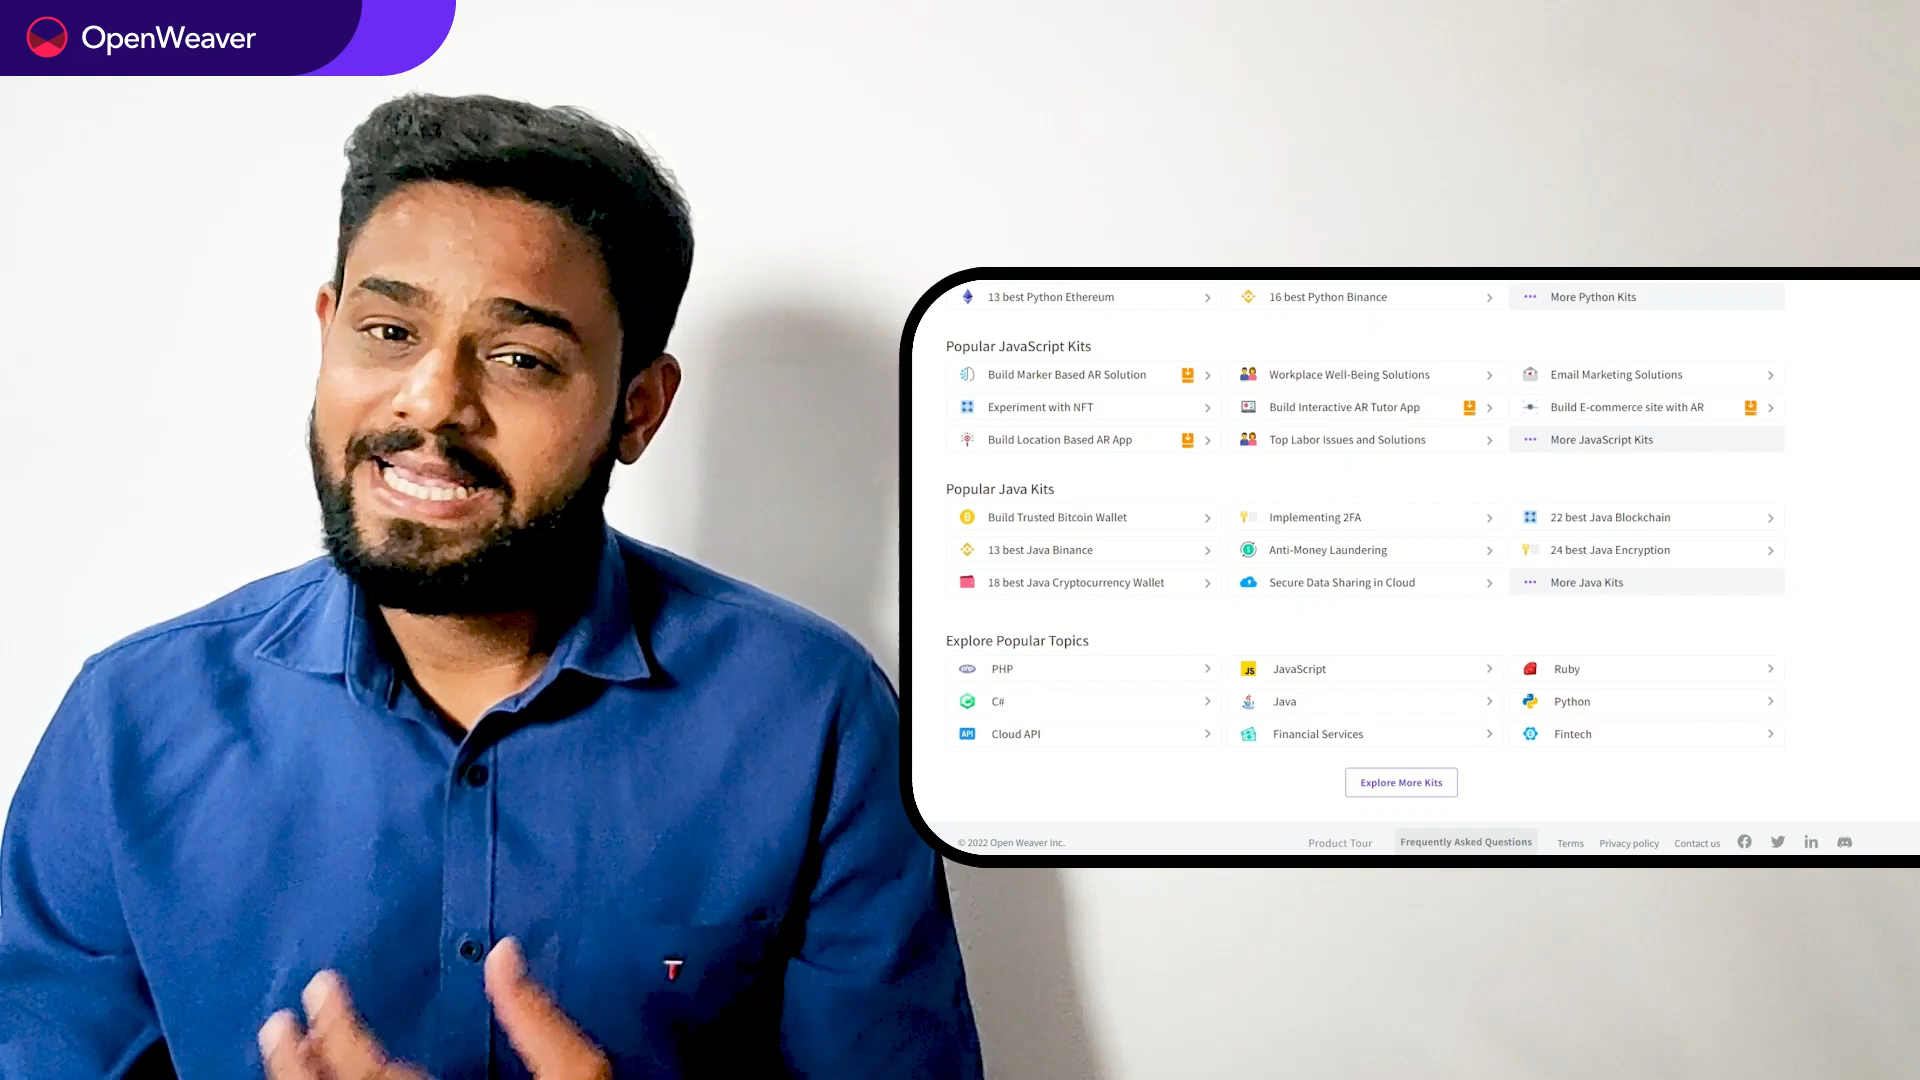 OpenWeaver
13 best Python Ethereum
16 best Python Binance
More Python Kits
Popular JavaScript Kits
Build Marker Based AR Solution
Workplace Well-Being Solutions
Email Marketing Solutions
Experiment with NFT
Build Interactive AR Tutor App
Build E-commerce site with AR
Build Location Based AR App
Top Labor Issues and Solutions
More JavaScript Kits
Popular Java Kits
Build Trusted Bitcoin Wallet
Implementing 2FA
22 best Java Blockchain
13 best Java Binance
Anti-Money Laundering
24 best Java Encryption
18 best Java Cryptocurrency Wallet
Secure Data Sharing in Cloud
More Java Kits
Explore Popular Topics
php PHP
JS JavaScript
Ruby
C#
Java
Python
API Cloud API
Financial Services
Fintech
Explore More Kits
© 2022 Open Weaver Inc.
Product Tour
Frequently Asked Questions
Terms
Privacy policy
Contact us